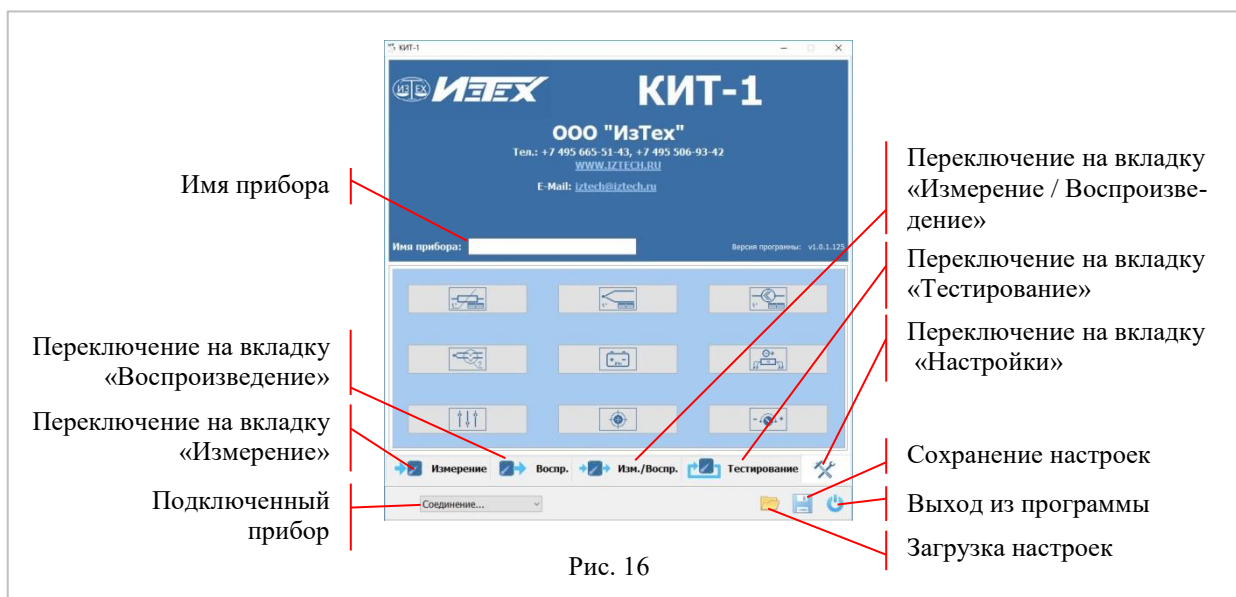 КИТ-1
ИЗ ТЕХ ИЗТЕХ
КИТ-1
ООО "ИзТех"
Тел.: +7 495 665-51-43, +7 495 506-93-42
WWW.IZTECH.RU
E-Mail: iztech@iztech.ru
Имя прибора:
Версия программы: v1.0.1.125
Измерение
Воспр.
Изм./Воспр.
Тестирование
Соединение...
Имя прибора
Переключение на вкладку
«Воспроизведение»
Переключение на вкладку
«Измерение»
Подключенный
прибор
Переключение на вкладку
«Измерение / Воспроизве-
дение»
Переключение на вкладку
«Тестирование»
Переключение на вкладку
«Настройки»
Сохранение настроек
Выход из программы
Загрузка настроек
Рис. 16